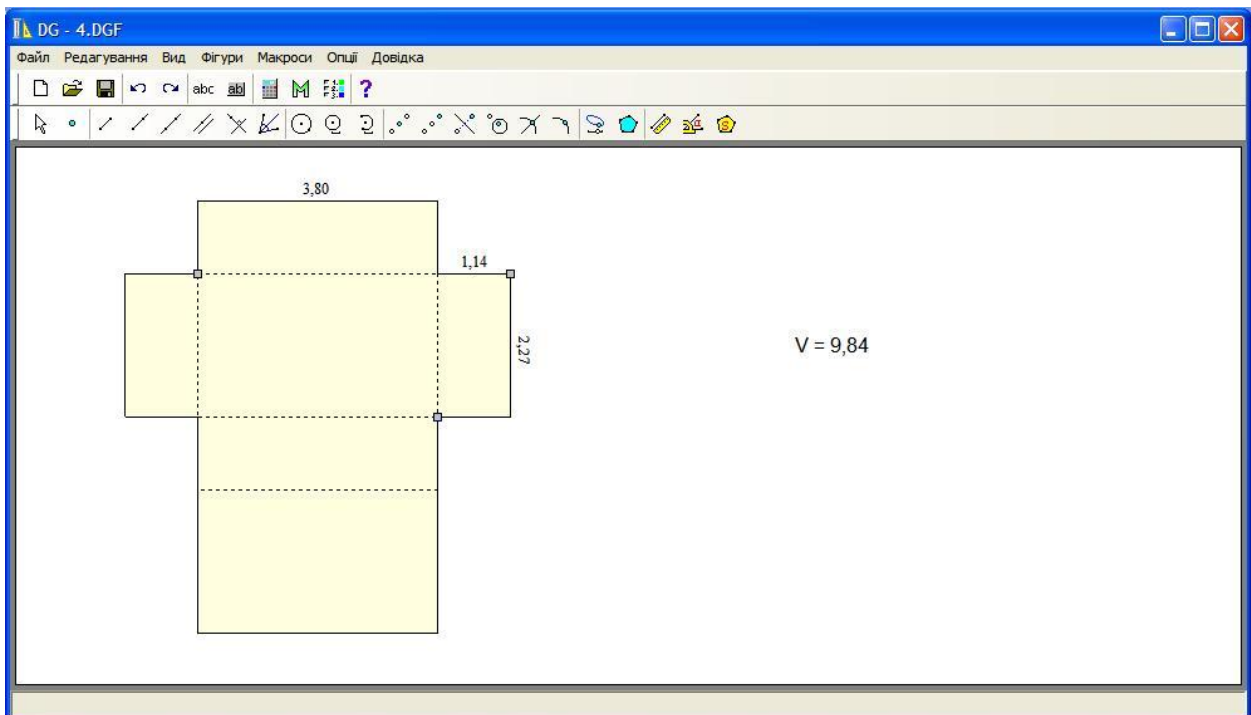 DG - 4.DGF
Файл Редагування Вид Фігури Макроси Опції Довідка
abc ab
3,80
1,14
2,27
V = 9,84